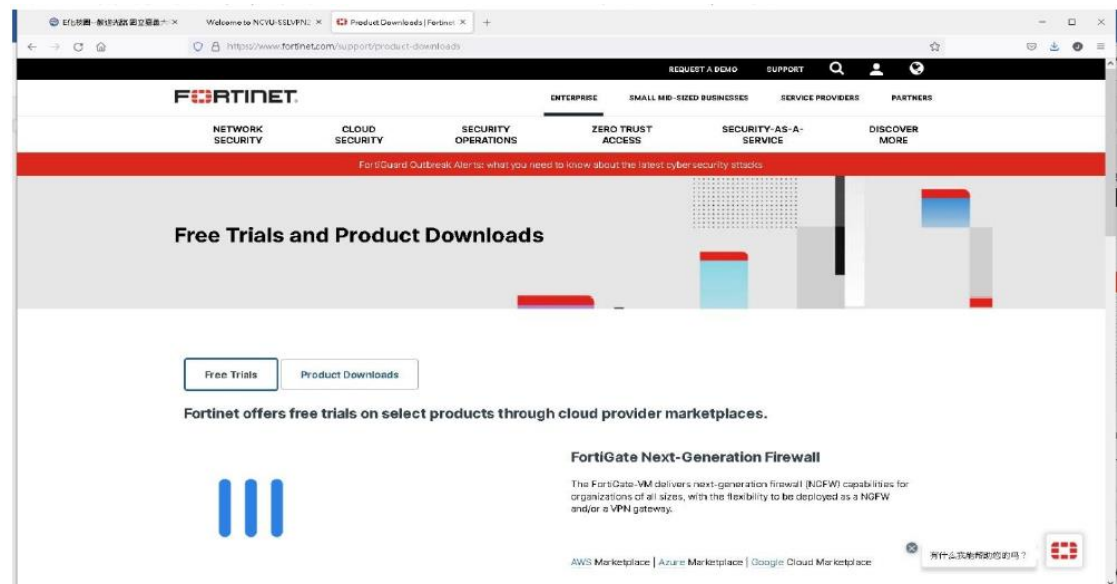 Welcome to NCYU-SSLVPN
Product Downloads | Fortinet
https://www.fortinet.com/support/product-downloads
REQUEST A DEMO SUPPORT
FORTINET
ENTERPRISE SMALL MID-SIZED BUSINESSES SERVICE PROVIDERS PARTNERS
NETWORK SECURITY
CLOUD SECURITY
SECURITY OPERATIONS
ZERO TRUST ACCESS
SECURITY-AS-A-SERVICE
DISCOVER MORE
FortiGuard Outbreak Alerts: what you need to know about the latest cybersecurity attacks
Free Trials and Product Downloads
Free Trials
Product Downloads
Fortinet offers free trials on select products through cloud provider marketplaces.
FortiGate Next-Generation Firewall
The FortiGate-VM delivers next-generation firewall (NGFW) capabilities for
organizations of all sizes, with the flexibility to be deployed as a NGFW
and/or a VPN gateway.
AWS Marketplace | Azure Marketplace | Google Cloud Marketplace
有什么我能帮助您的吗？